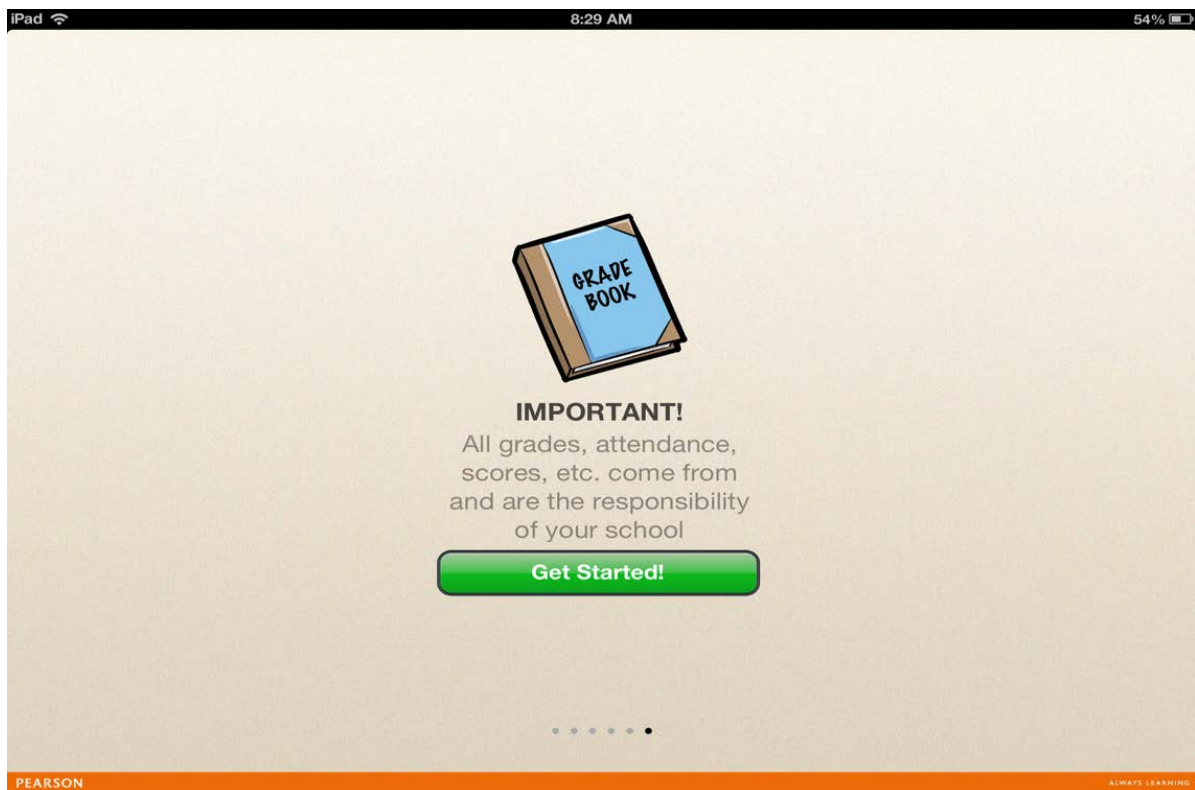 iPad 8:29 AM 54%
GRADE
BOOK
IMPORTANT!
All grades, attendance,
scores, etc. come from
and are the responsibility
of your school
Get Started!
PEARSON ALWAYS LEARNING